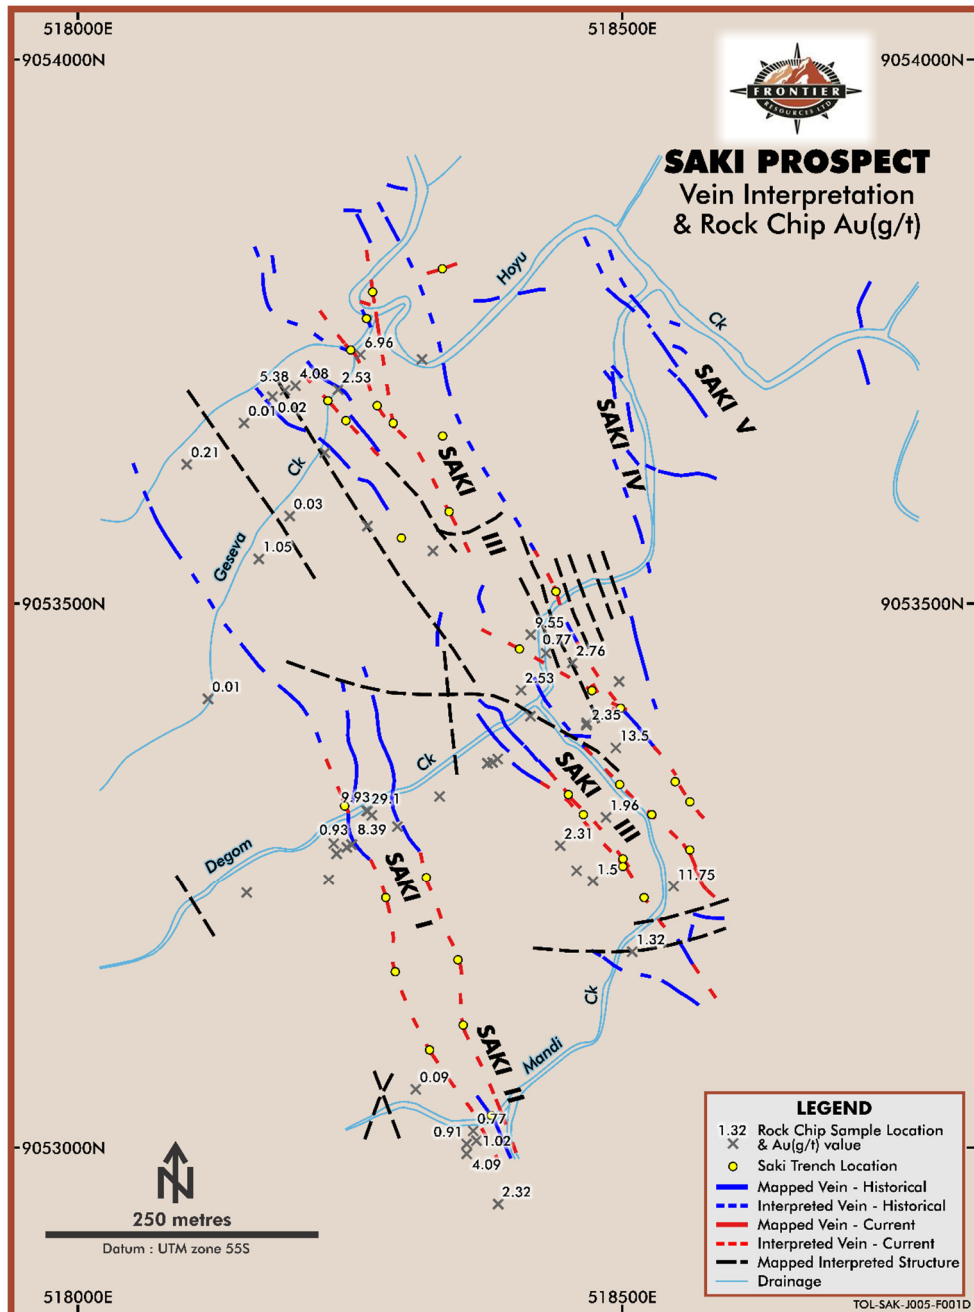 518000E
518500E
9054000N
9054000N
FRONTIER
RESOURCES LTD
SAKI PROSPECT
Vein Interpretation
& Rock Chip Au(g/t)
Hoyu
Ck
6.96
5.38
4.08
2.53
0.01
0.02
SAKI V
SAKI IV
0.21
Ck
SAKI III
0.03
Geseva
1.05
9053500N
9053500N
9.55
0.77
2.76
2.53
0.01
2.35
13.5
Ck
SAKI III
9.93
29.1
1.96
0.93
8.39
2.31
Degom
1.5
11.75
SAKI I
1.32
Ck
SAKI II
Mandi
0.09
0.77
0.91
1.02
4.09
2.32
N
250 metres
Datum : UTM zone 55S
LEGEND
1.32 Rock Chip Sample Location
& Au(g/t) value
Saki Trench Location
Mapped Vein - Historical
Interpreted Vein - Historical
Mapped Vein - Current
Interpreted Vein - Current
Mapped Interpreted Structure
Drainage
518000E
518500E
TOL-SAK-J005-F001D